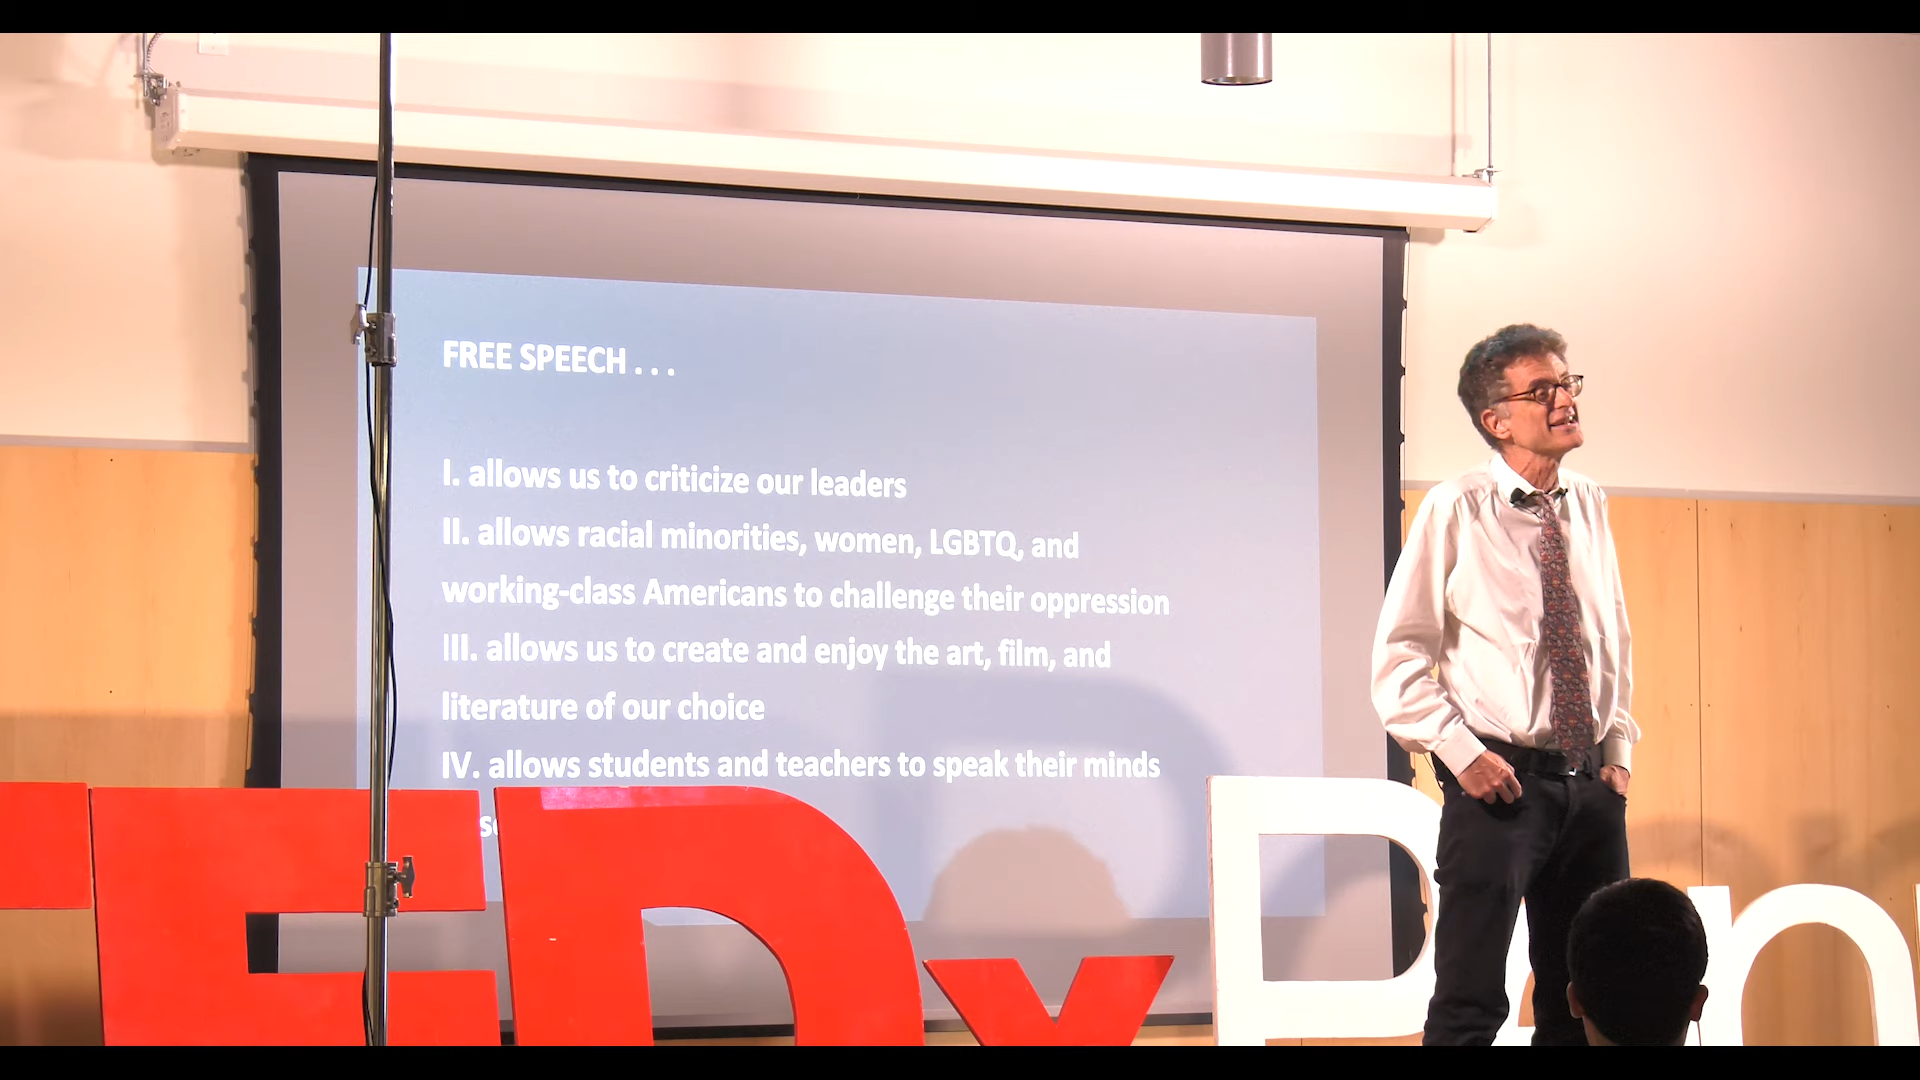 FREE SPEECH . . .
I. allows us to criticize our leaders
II. allows racial minorities, women, LGBTQ, and
working-class Americans to challenge their oppression
III. allows us to create and enjoy the art, film, and
literature of our choice
IV. allows students and teachers to speak their minds
TEDx